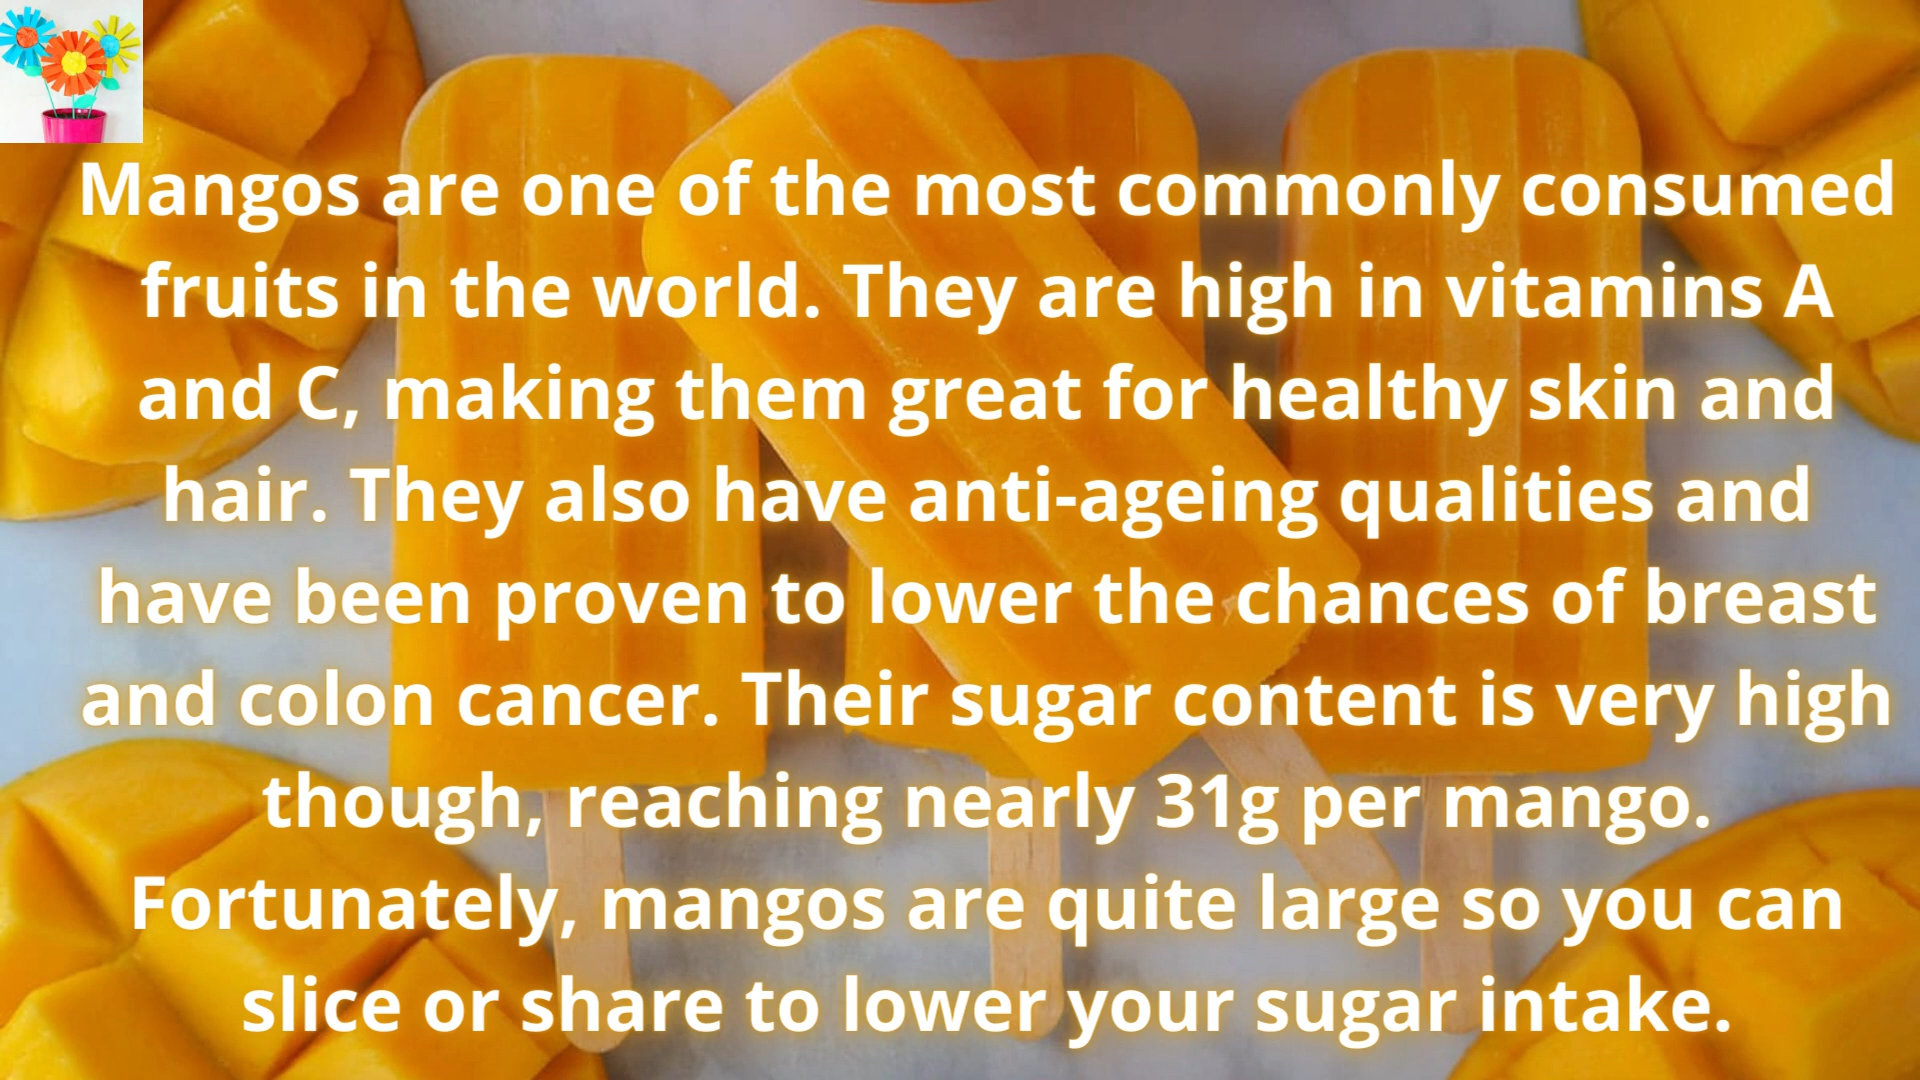 Mangos are one of the most commonly consumed
fruits in the world. They are high in vitamins A
and C, making them great for healthy skin and
hair. They also have anti-ageing qualities and
have been proven to lower the chances of breast
and colon cancer. Their sugar content is very high
though, reaching nearly 31g per mango.
Fortunately, mangos are quite large so you can
slice or share to lower your sugar intake.